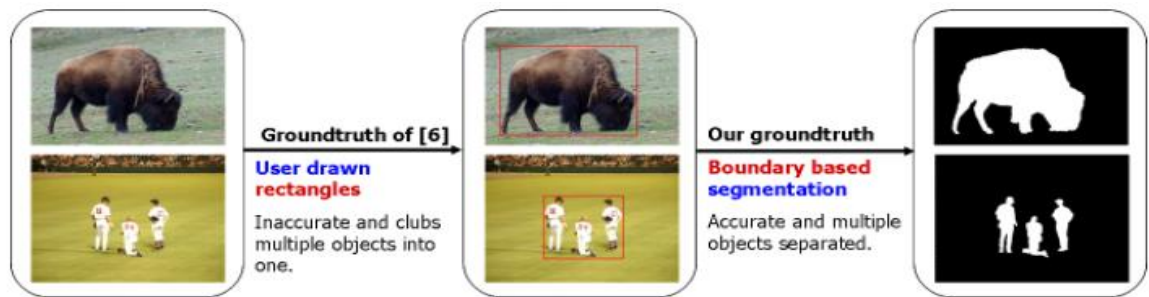 Groundtruth of [6]
User drawn
rectangles
Inaccurate and clubs
multiple objects into
one.
Our groundtruth
Boundary based
segmentation
Accurate and multiple
objects separated.